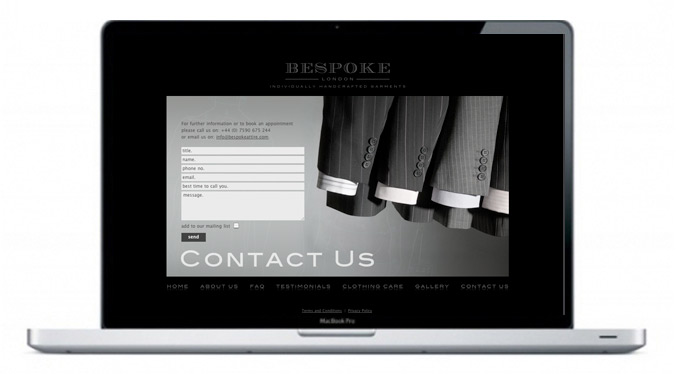 BESPOKE
LONDON
INDIVIDUALLY HANDCRAFTED GARMENTS
For further information or to book an appointment
please call us on: +44 (0) 7590 675 244
or email us on:
title.
name.
phone no.
email.
best time to call you.
message.
add to our mailing list
send
CONTACT US
HOME ABOUT US FAQ TESTIMONIALS CLOTHING CARE GALLERY CONTACT US
Terms and Conditions | Privacy Policy
MacBook Pro